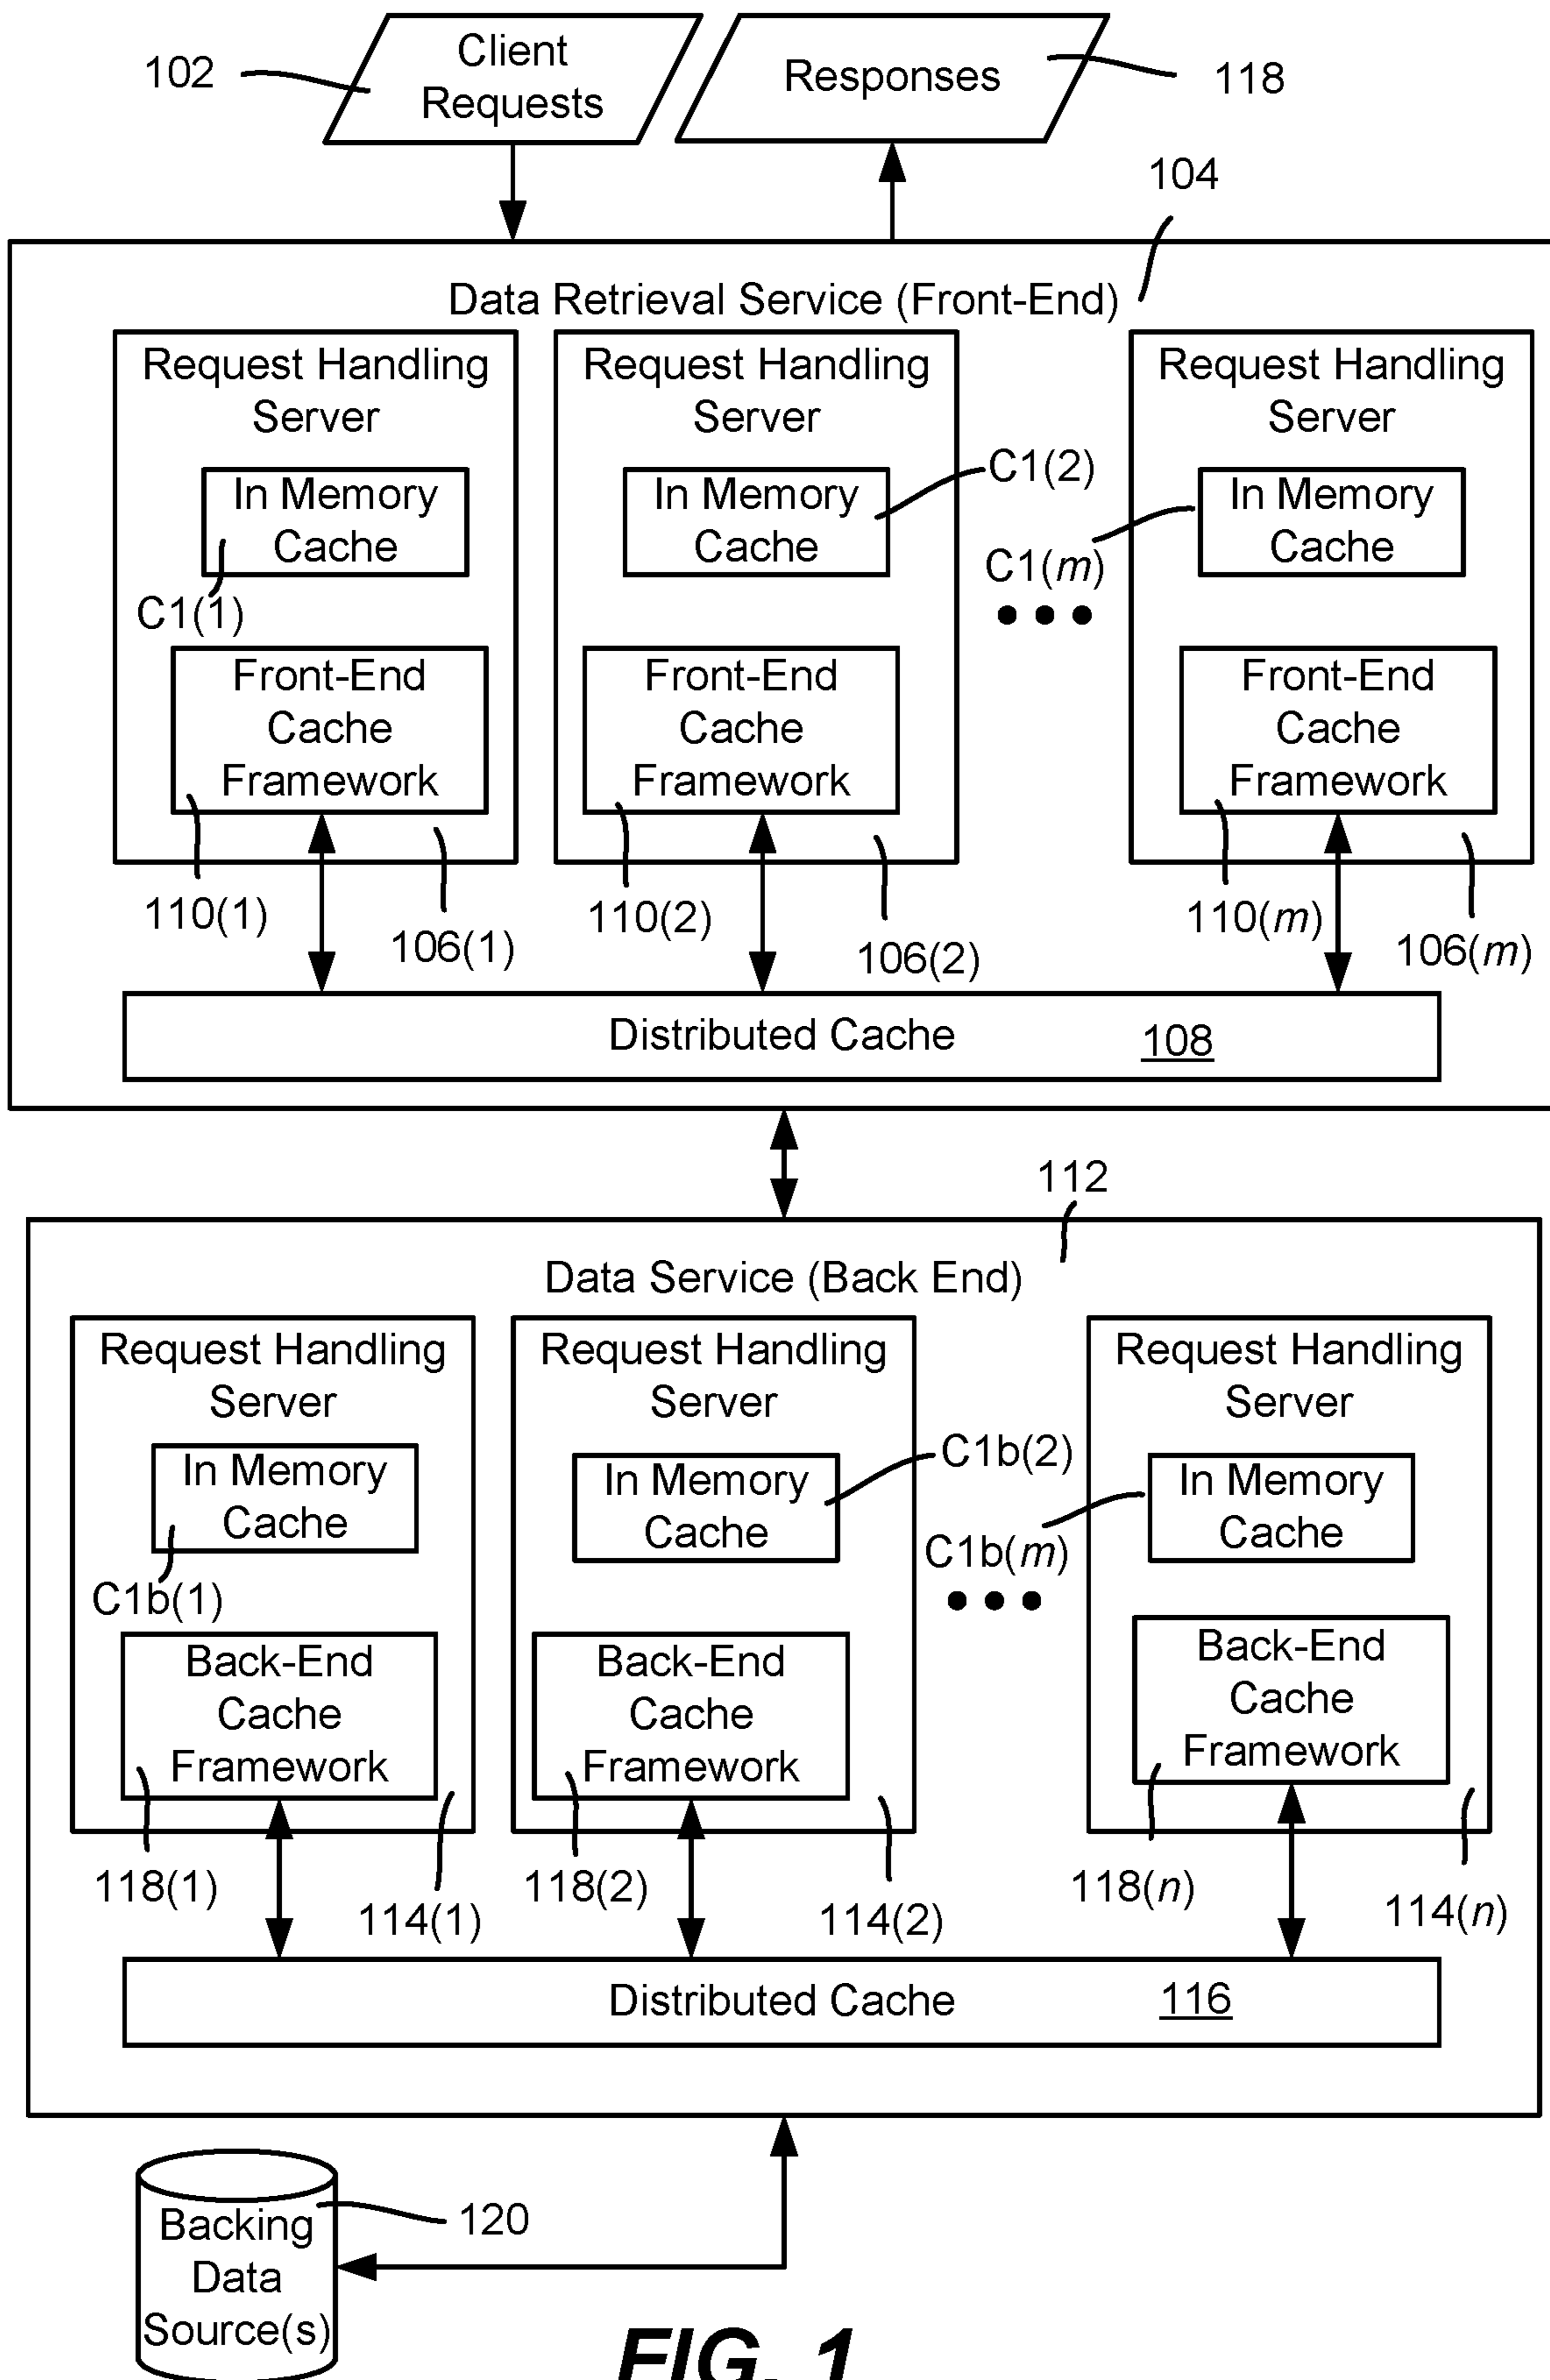 102
Client
Requests
Responses
118
104
Data Retrieval Service (Front-End)
Request Handling
Server
In Memory
Cache
C1(1)
Front-End
Cache
Framework
110(1)
106(1)
Request Handling
Server
In Memory
Cache
C1(2)
Front-End
Cache
Framework
110(2)
106(2)
Request Handling
Server
In Memory
Cache
C1(m)
Front-End
Cache
Framework
110(m)
106(m)
Distributed Cache 108
112
Data Service (Back End)
Request Handling
Server
In Memory
Cache
C1b(1)
Back-End
Cache
Framework
118(1)
114(1)
Request Handling
Server
In Memory
Cache
C1b(2)
Back-End
Cache
Framework
118(2)
114(2)
Request Handling
Server
In Memory
Cache
C1b(m)
Back-End
Cache
Framework
118(n)
114(n)
Distributed Cache 116
Backing
Data
Source(s)
120
FIG. 1